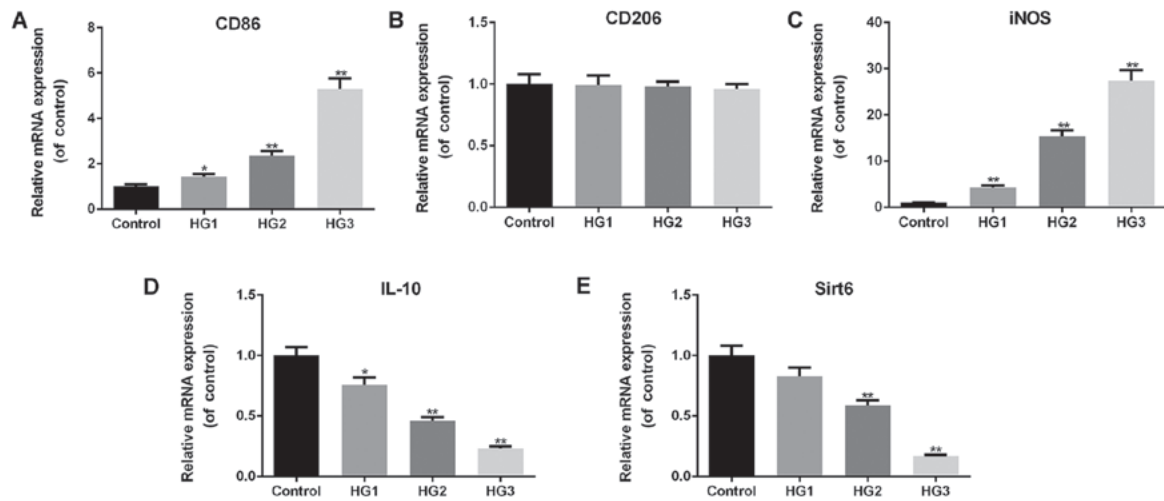 A
CD86
Relative mRNA expression
(of control)
8
6
4
2
0
*
**
**
Control HG1 HG2 HG3
B
CD206
Relative mRNA expression
(of control)
1.5
1.0
0.5
0.0
Control HG1 HG2 HG3
C
iNOS
Relative mRNA expression
(of control)
40
30
20
10
0
**
**
**
Control HG1 HG2 HG3
D
IL-10
Relative mRNA expression
(of control)
1.5
1.0
0.5
0.0
*
**
**
Control HG1 HG2 HG3
E
Sirt6
Relative mRNA expression
(of control)
1.5
1.0
0.5
0.0
**
**
Control HG1 HG2 HG3